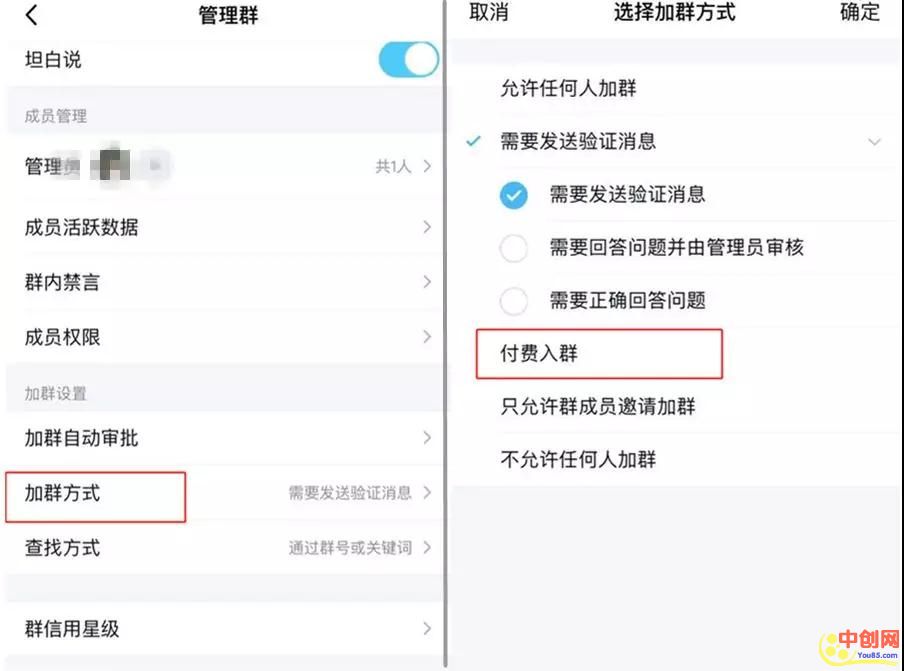 管理群
坦白说
成员管理
管理员
共1人
成员活跃数据
群内禁言
成员权限
加群设置
加群自动审批
加群方式
需要发送验证消息
查找方式
通过群号或关键词
群信用星级
取消
选择加群方式
确定
允许任何人加群
需要发送验证消息
需要发送验证消息
需要回答问题并由管理员审核
需要正确回答问题
付费入群
只允许群成员邀请加群
不允许任何人加群
中创网
You85.com